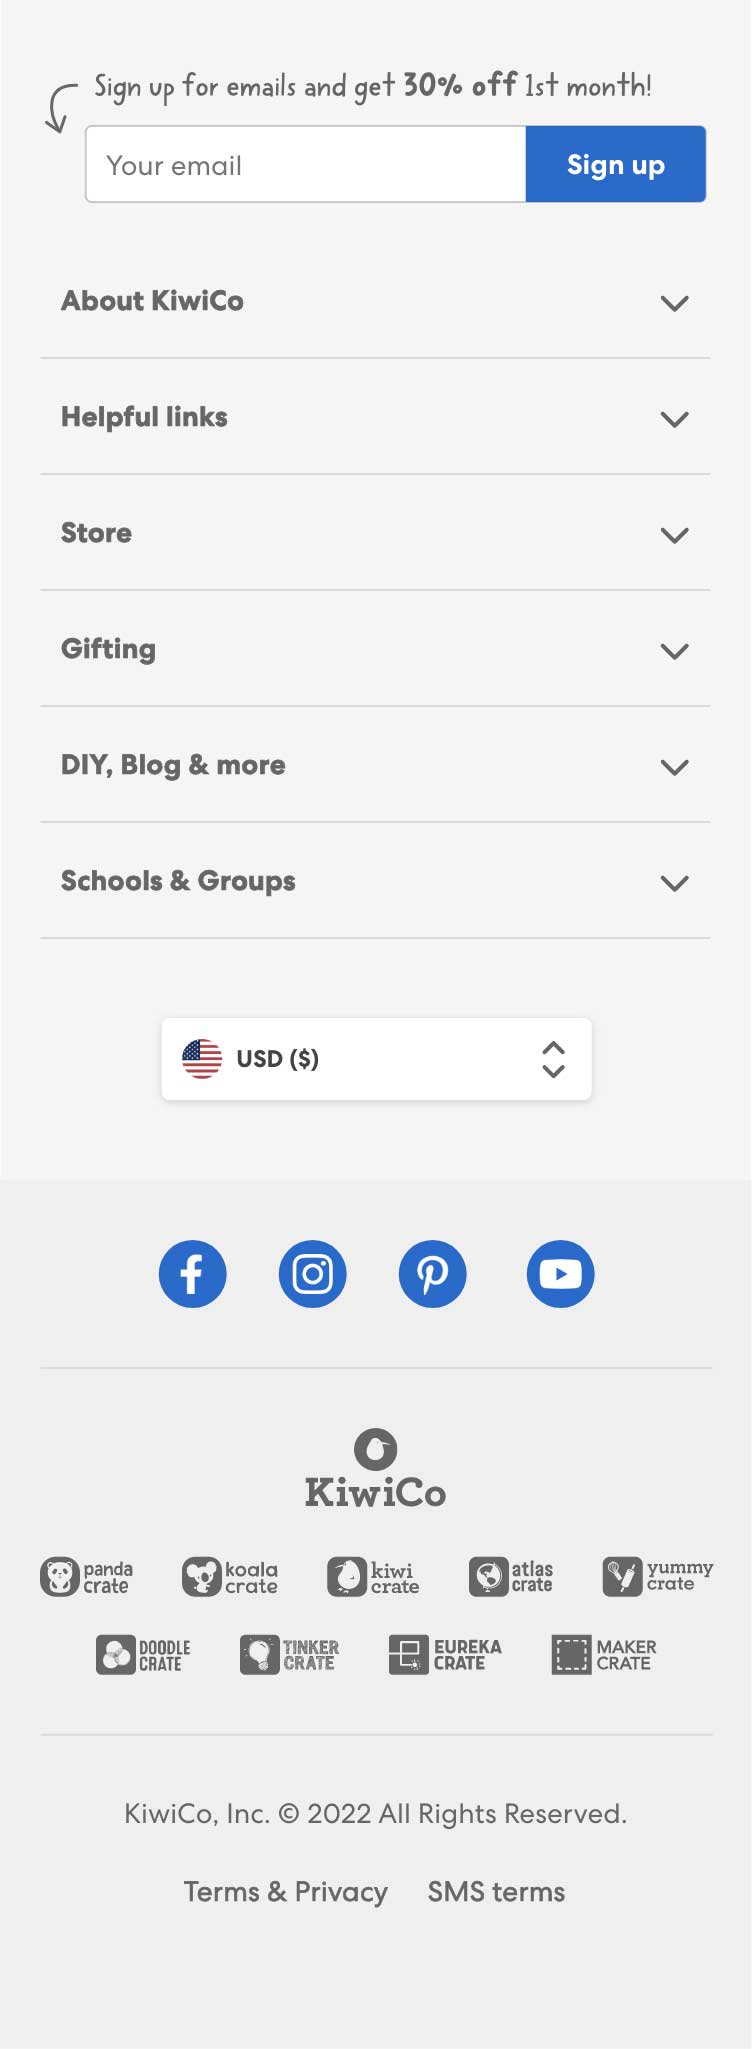 Sign up for emails and get 30% off 1st month!
Your email
Sign up
About KiwiCo
Helpful links
Store
Gifting
DIY, Blog & more
Schools & Groups
USD ($)
KiwiCo
panda crate
koala crate
kiwi crate
atlas crate
yummy crate
DOODLE CRATE
TINKER CRATE
EUREKA CRATE
MAKER CRATE
KiwiCo, Inc. © 2022 All Rights Reserved.
Terms & Privacy SMS terms